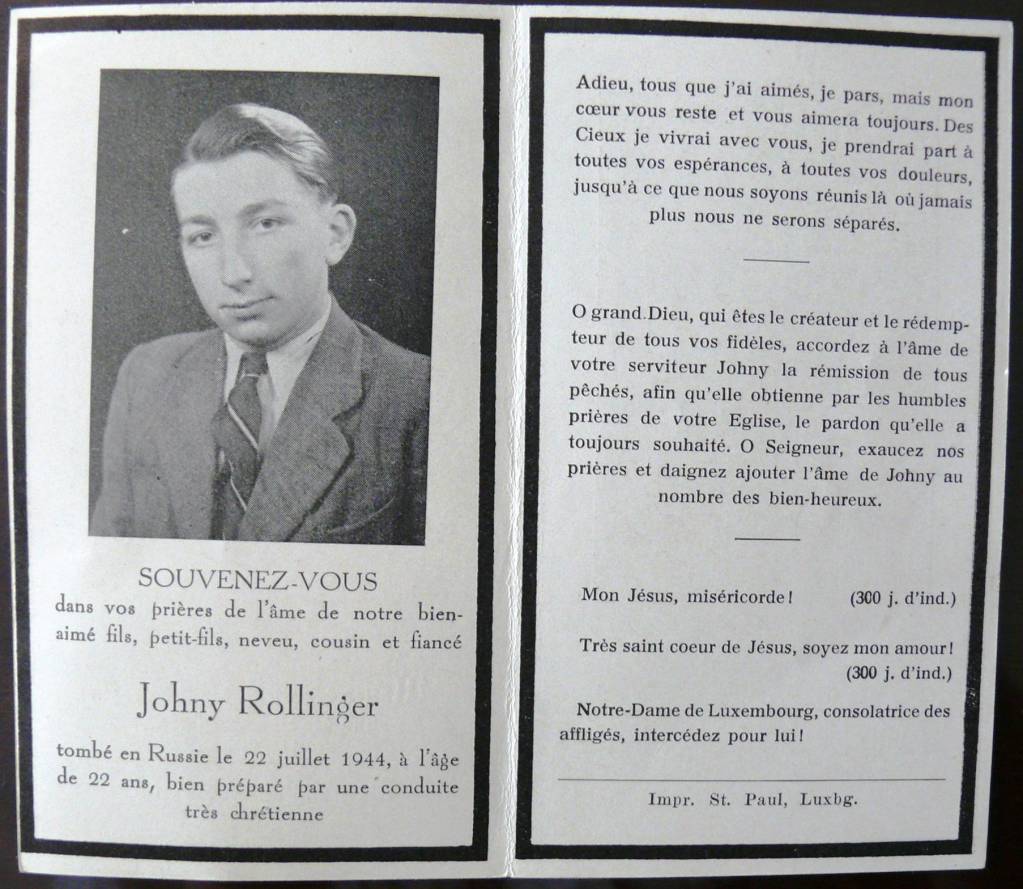 SOUVENEZ-VOUS
dans vos prières de l'âme de notre bien-
aimé fils, petit-fils, neveu, cousin et fiancé
Johny Rollinger
tombé en Russie le 22 juillet 1944, à l'âge
de 22 ans, bien préparé par une conduite
très chrétienne
Adieu, tous que j'ai aimés, je pars, mais mon
cœur vous reste et vous aimera toujours. Des
Cieux je vivrai avec vous, je prendrai part à
toutes vos espérances, à toutes vos douleurs,
jusqu'à ce que nous soyons réunis là où jamais
plus nous ne serons séparés.
O grand Dieu, qui êtes le créateur et le rédemp-
teur de tous vos fidèles, accordez à l'âme de
votre serviteur Johny la rémission de tous
pêchés, afin qu'elle obtienne par les humbles
prières de votre Eglise, le pardon qu'elle a
toujours souhaité. O Seigneur, exaucez nos
prières et daignez ajouter l'âme de Johny au
nombre des bien-heureux.
Mon Jésus, miséricorde! (300 j. d'ind.)
Très saint coeur de Jésus, soyez mon amour!
(300 j. d'ind.)
Notre-Dame de Luxembourg, consolatrice des
affligés, intercédez pour lui!
Impr. St. Paul, Luxbg.